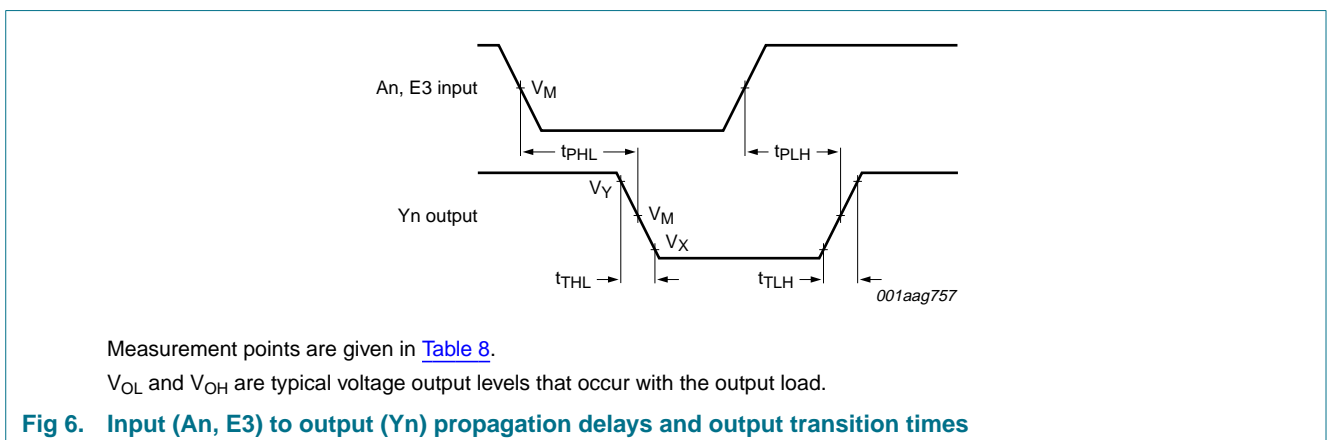 An, E3 input
VM
tPHL
tPLH
VY
Yn output
VM
VX
tTHL
tTLH
001aag757
Measurement points are given in Table 8.
VOL and VOH are typical voltage output levels that occur with the output load.
Fig 6. Input (An, E3) to output (Yn) propagation delays and output transition times